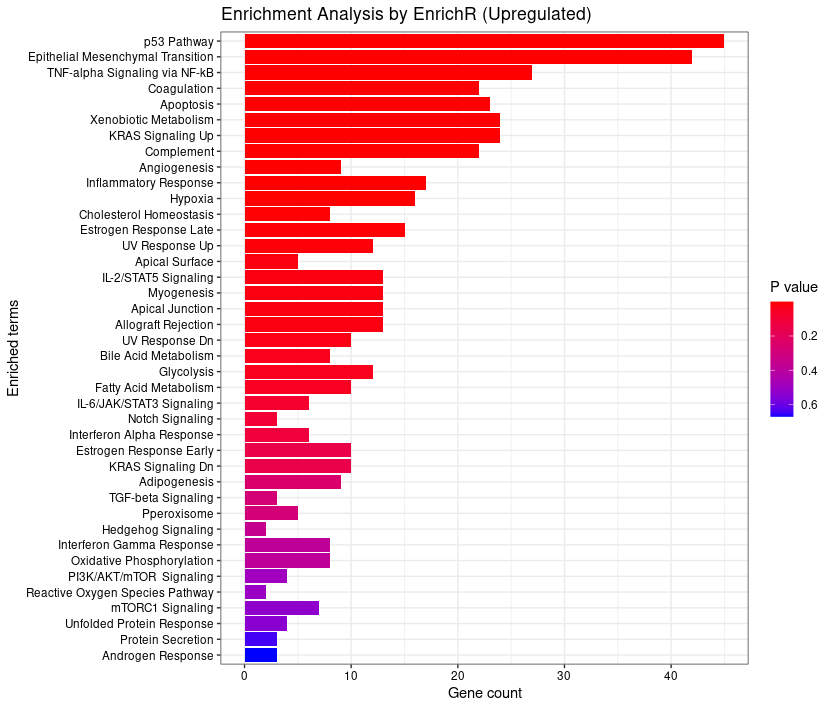 Enrichment Analysis by EnrichR (Upregulated)
Enriched terms
p53 Pathway
Epithelial Mesenchymal Transition
TNF-alpha Signaling via NF-kB
Coagulation
Apoptosis
Xenobiotic Metabolism
KRAS Signaling Up
Complement
Angiogenesis
Inflammatory Response
Hypoxia
Cholesterol Homeostasis
Estrogen Response Late
UV Response Up
Apical Surface
IL-2/STAT5 Signaling
Myogenesis
Apical Junction
Allograft Rejection
UV Response Dn
Bile Acid Metabolism
Glycolysis
Fatty Acid Metabolism
IL-6/JAK/STAT3 Signaling
Notch Signaling
Interferon Alpha Response
Estrogen Response Early
KRAS Signaling Dn
Adipogenesis
TGF-beta Signaling
Pperoxisome
Hedgehog Signaling
Interferon Gamma Response
Oxidative Phosphorylation
PI3K/AKT/mTOR  Signaling
Reactive Oxygen Species Pathway
mTORC1 Signaling
Unfolded Protein Response
Protein Secretion
Androgen Response
0 10 20 30 40
Gene count
P value
0.2
0.4
0.6